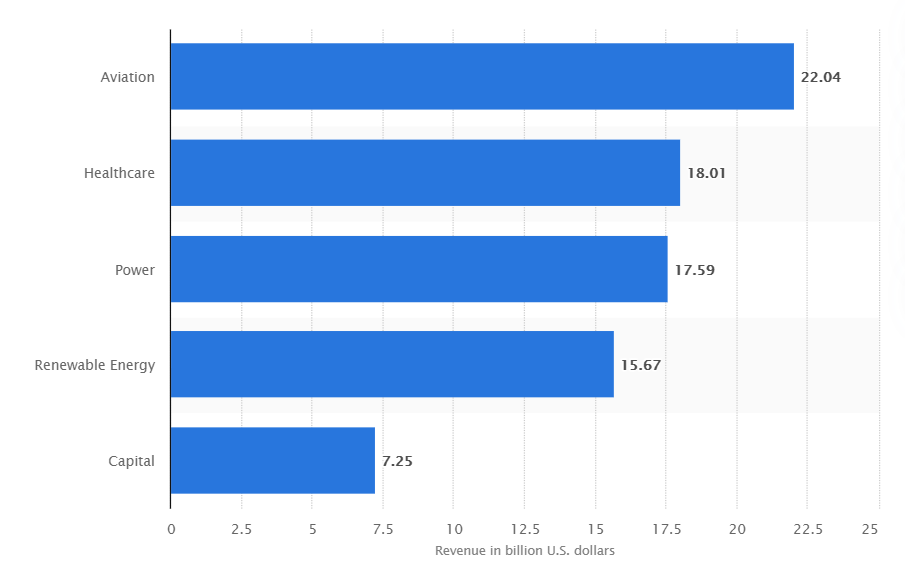 Aviation 22.04
Healthcare 18.01
Power 17.59
Renewable Energy 15.67
Capital 7.25
0 2.5 5 7.5 10 12.5 15 17.5 20 22.5 25
Revenue in billion U.S. dollars